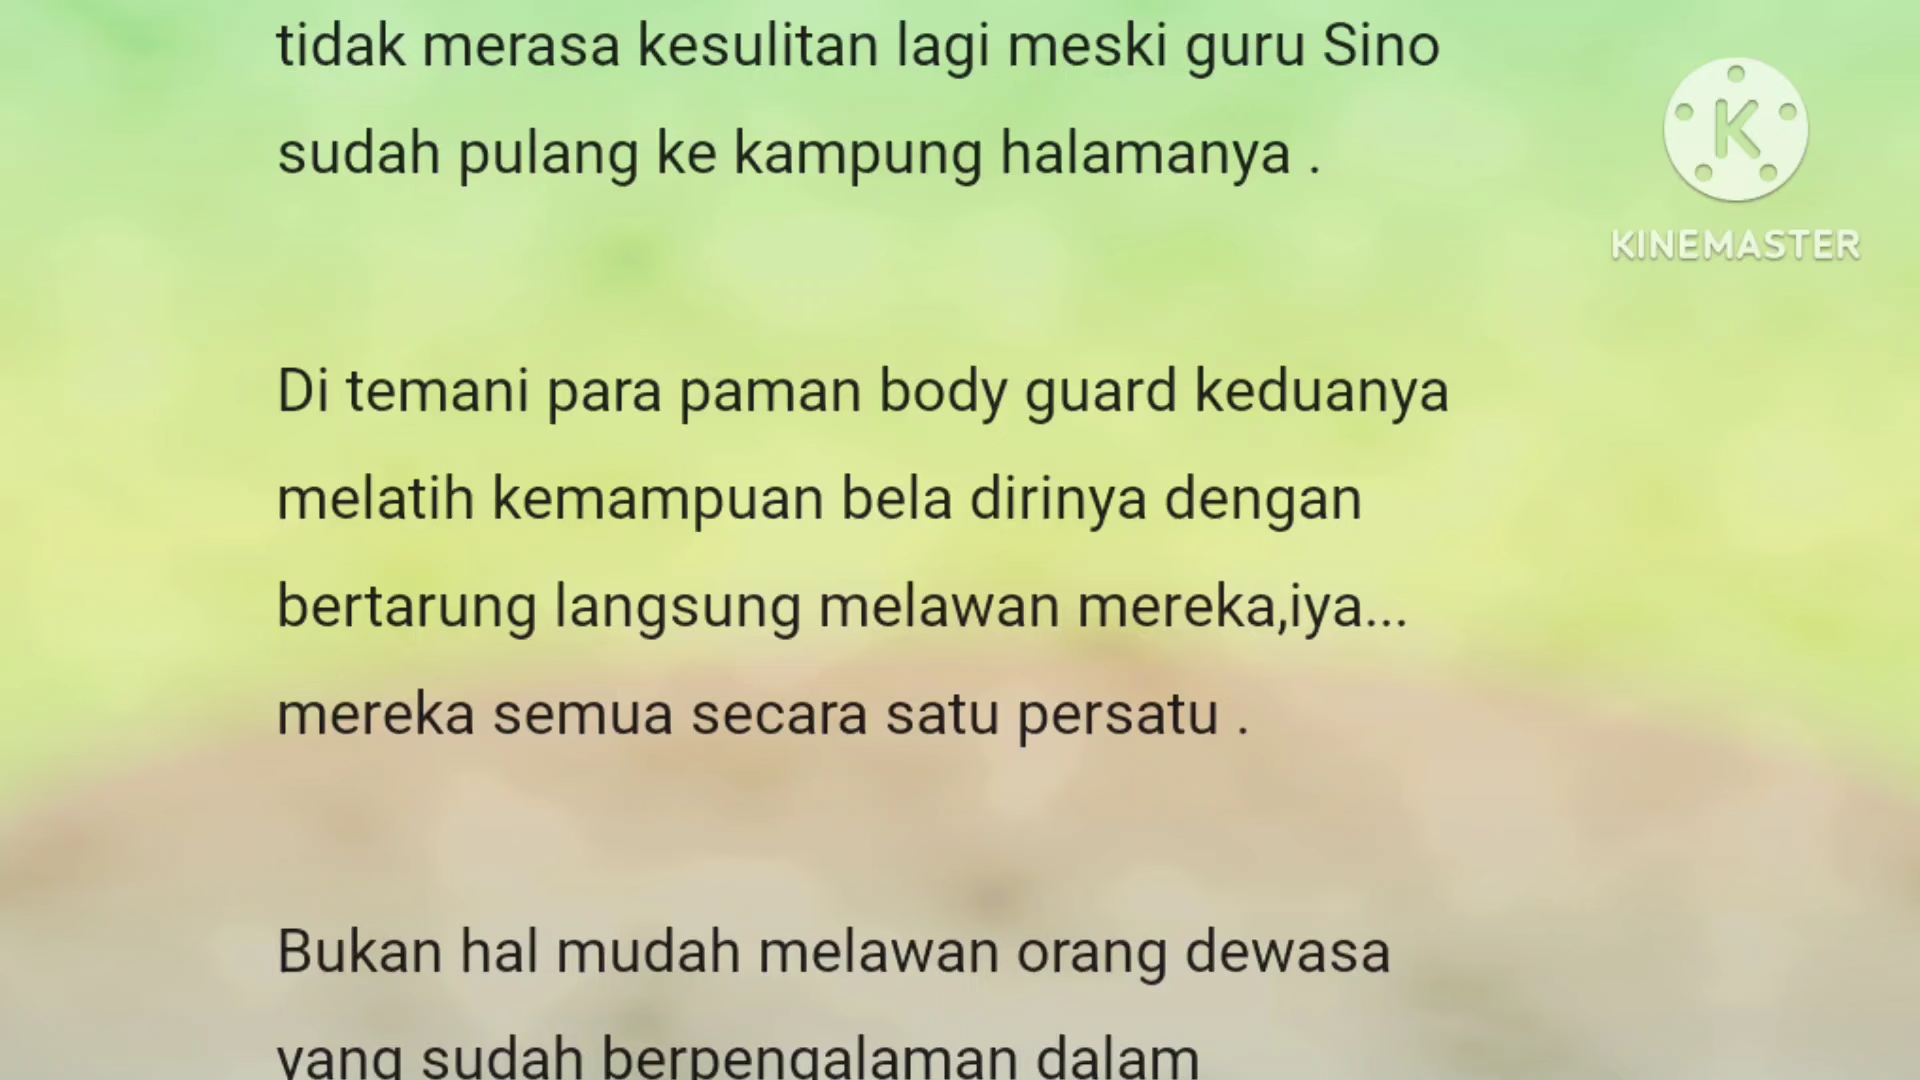 tidak merasa kesulitan lagi meski guru Sino
sudah pulang ke kampung halamanya .
Di temani para paman body guard keduanya
melatih kemampuan bela dirinya dengan
bertarung langsung melawan mereka,iya...
mereka semua secara satu persatu .
Bukan hal mudah melawan orang dewasa
yang sudah berpengalaman dalam
K
KINEMASTER